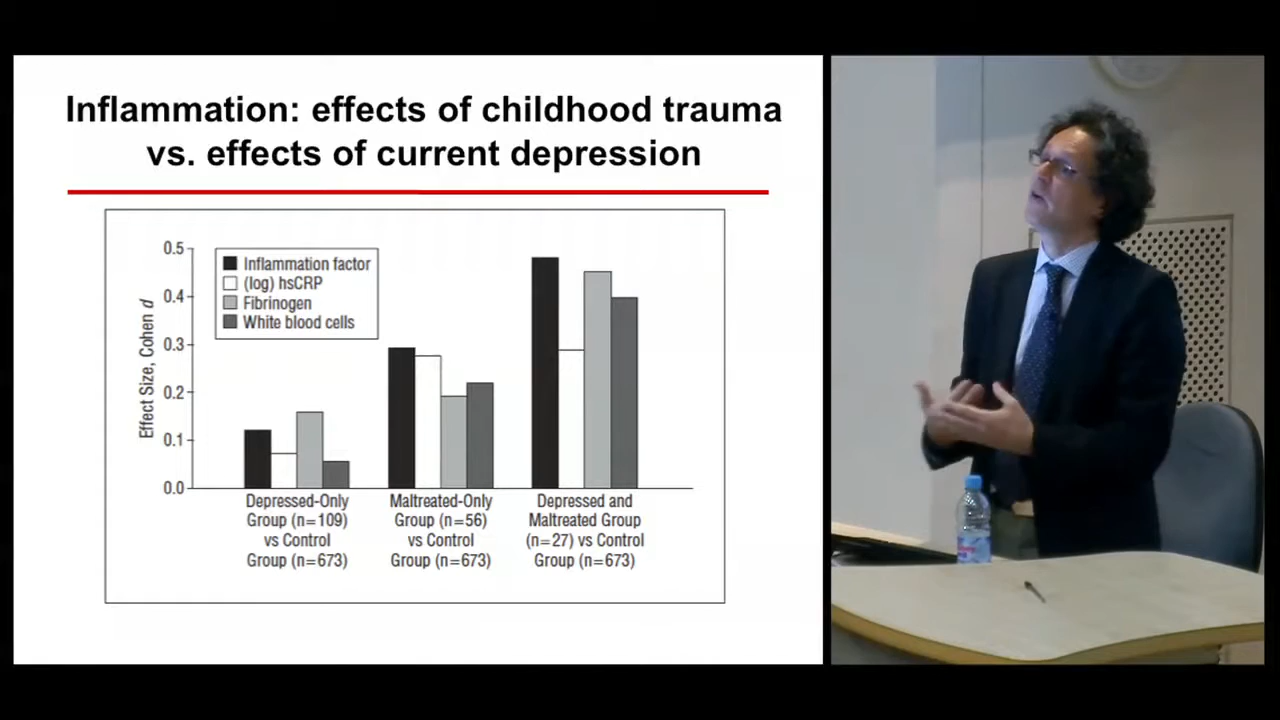 Inflammation: effects of childhood trauma
vs. effects of current depression
0.5
0.4
0.3
0.2
0.1
0.0
Effect Size, Cohen d
Inflammation factor
(log) hsCRP
Fibrinogen
White blood cells
Depressed-Only
Group (n=109)
vs Control
Group (n=673)
Maltreated-Only
Group (n=56)
vs Control
Group (n=673)
Depressed and
Maltreated Group
(n=27) vs Control
Group (n=673)